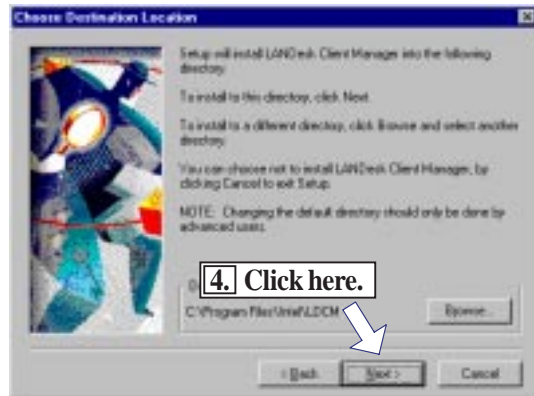 Choose Destination Location
Setup will install LANDesk Client Manager into the following
directory.
To install to this directory, click Next.
To install to a different directory, click Browse and select another
directory.
You can choose not to install LANDesk Client Manager, by
clicking Cancel to exit Setup.
NOTE: Changing the default directory should only be done by
advanced users.
4. Click here.
C:\Program Files\Intel\LDCM
Browse...
< Back
Next >
Cancel